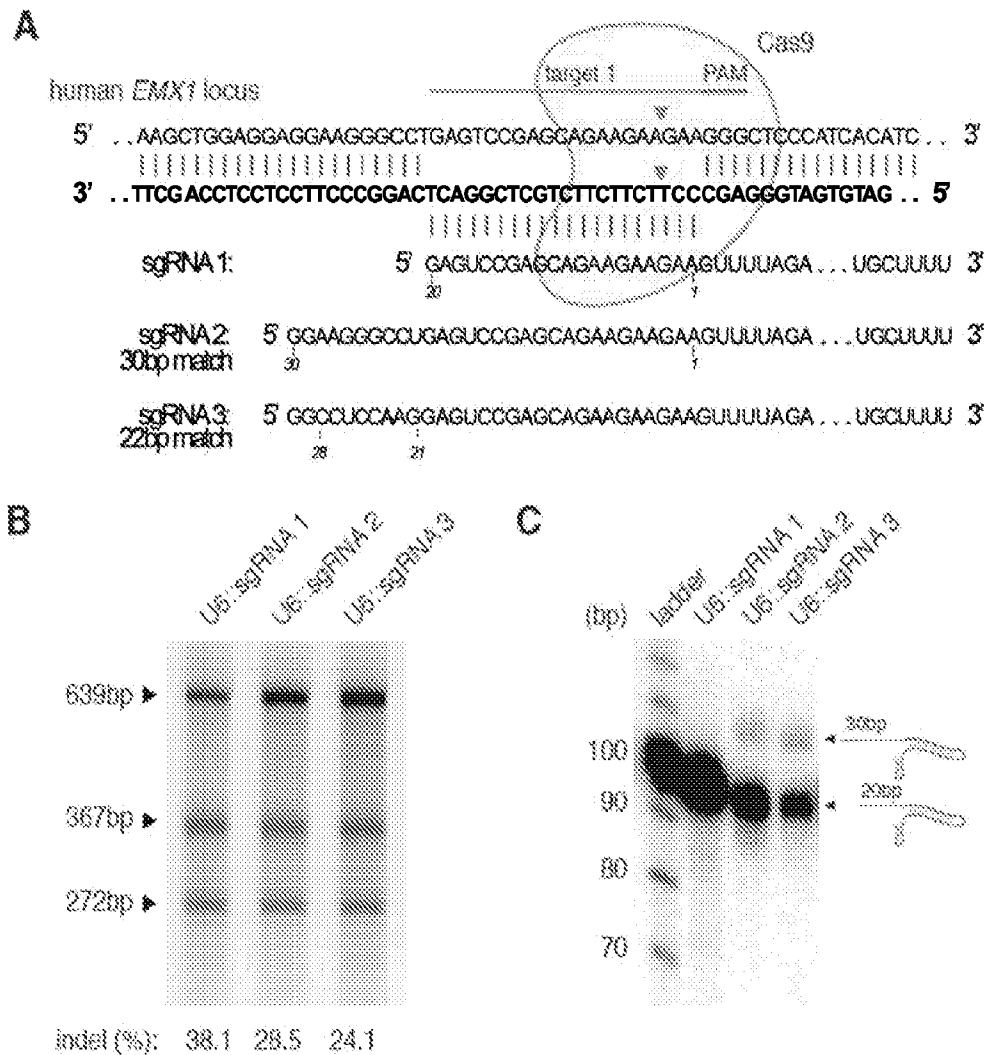 A
Cas9
target 1 PAM
human EMX1 locus
5' ..AAGCTGGAGGAGGAAGGGCCTGAGTCCGAGCAGAAGAAGAAGGGCTCCCATCACATC.. 3'
3' ..TTCGACCTCCTCCTTCCCGGACTCAGGCTCGTCTTCTTCTTCCCGAGGGTAGTGTAG.. 5'
sgRNA 1: 5' GAGUCCGAGCAGAAGAAGAAGUUUUAGA...UGCUUUU 3'
20 1
sgRNA 2: 5' GGAAGGGCCUGAGUCCGAGCAGAAGAAGAAGUUUUAGA...UGCUUUU 3'
30bp match
30 1
sgRNA 3: 5' GGCCUCCAAGGAGUCCGAGCAGAAGAAGAAGUUUUAGA...UGCUUUU 3'
22bp match
28 21
B
U6::sgRNA 1
U6::sgRNA 2
U6::sgRNA 3
639bp
367bp
272bp
indel (%): 38.1 28.5 24.1
C
(bp)
ladder
U6::sgRNA 1
U6::sgRNA 2
U6::sgRNA 3
100
90
80
70
30bp
20bp